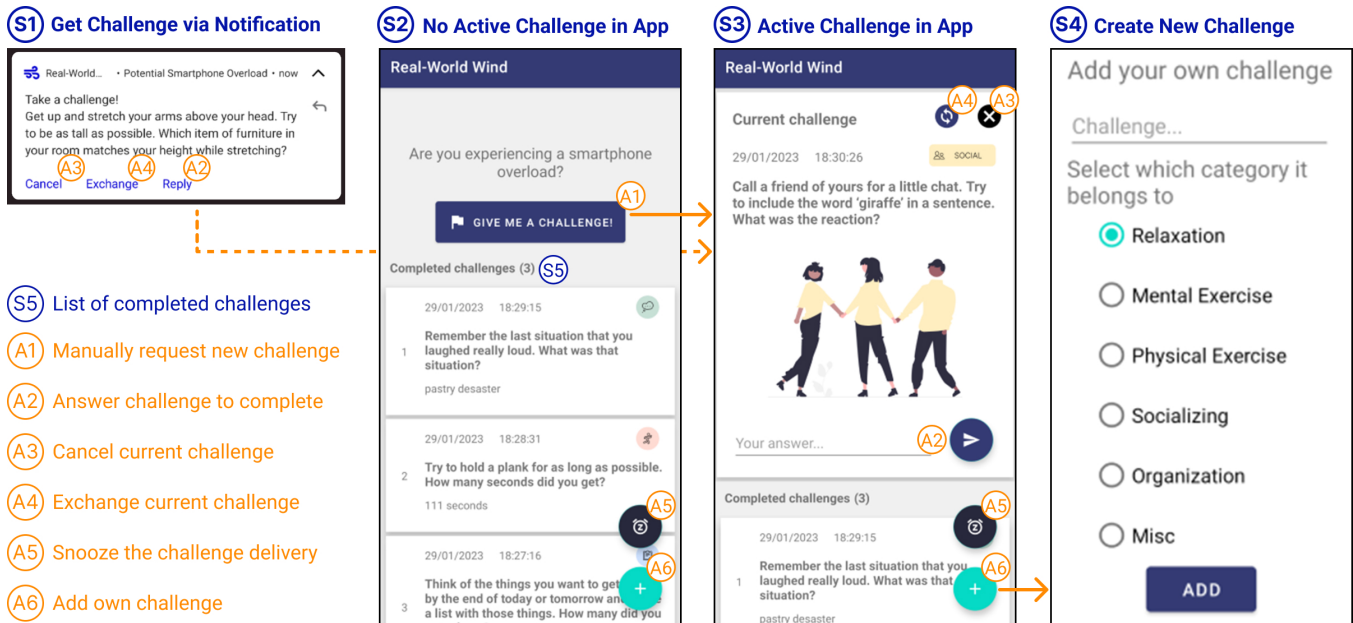 S1 Get Challenge via Notification
Real-World... • Potential Smartphone Overload • now
Take a challenge!
Get up and stretch your arms above your head. Try
to be as tall as possible. Which item of furniture in
your room matches your height while stretching?
A3 A4 A2
Cancel Exchange Reply
S5 List of completed challenges
A1 Manually request new challenge
A2 Answer challenge to complete
A3 Cancel current challenge
A4 Exchange current challenge
A5 Snooze the challenge delivery
A6 Add own challenge
S2 No Active Challenge in App
Real-World Wind
Are you experiencing a smartphone
overload?
A1
GIVE ME A CHALLENGE!
Completed challenges (3) S5
29/01/2023 18:29:15
Remember the last situation that you
1 laughed really loud. What was that
situation?
pastry desaster
29/01/2023 18:28:31
Try to hold a plank for as long as possible.
2 How many seconds did you get?
111 seconds
A5
29/01/2023 18:27:16
A6
Think of the things you want to get
by the end of today or tomorrow an
3 a list with those things. How many did you
S3 Active Challenge in App
Real-World Wind
A4 A3
Current challenge
29/01/2023 18:30:26 SOCIAL
Call a friend of yours for a little chat. Try
to include the word ‘giraffe’ in a sentence.
What was the reaction?
Your answer... A2
Completed challenges (3)
A5
29/01/2023 18:29:15
A6
Remember the last situation that you
1 laughed really loud. What was that
situation?
pastry desaster
S4 Create New Challenge
Add your own challenge
Challenge...
Select which category it
belongs to
Relaxation
Mental Exercise
Physical Exercise
Socializing
Organization
Misc
ADD